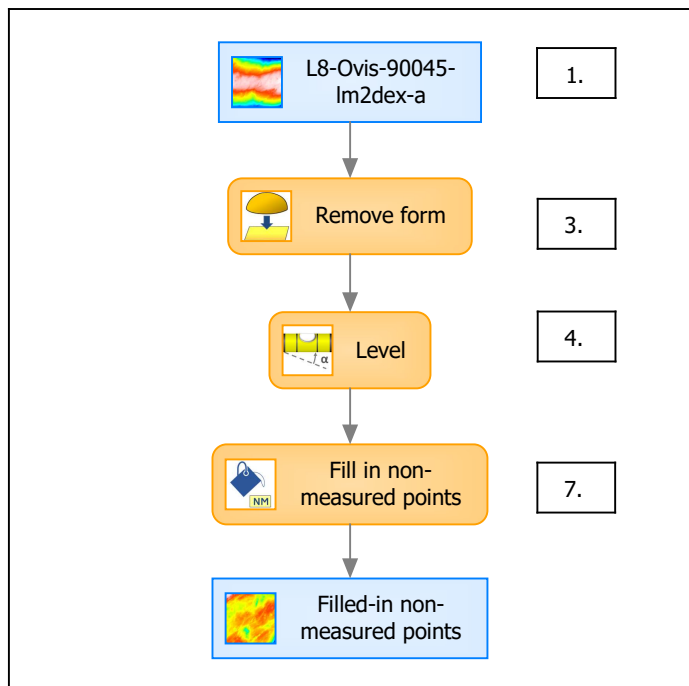 L8-Ovis-90045-
lm2dex-a
1.
Remove form
3.
α
Level
4.
NM
Fill in non-
measured points
7.
Filled-in non-
measured points